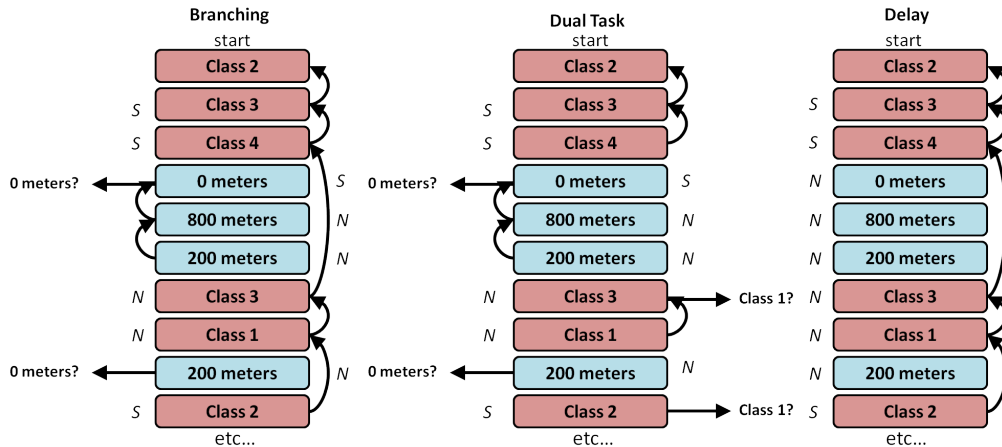 Branching
start
Class 2
S
Class 3
S
Class 4
0 meters?
0 meters
S
800 meters
N
200 meters
N
N
Class 3
N
Class 1
0 meters?
200 meters
N
S
Class 2
etc...
Dual Task
start
Class 2
S
Class 3
S
Class 4
0 meters?
0 meters
S
800 meters
N
200 meters
N
N
Class 3
Class 1?
N
Class 1
0 meters?
200 meters
N
S
Class 2
Class 1?
etc...
Delay
start
Class 2
S
Class 3
S
Class 4
N
0 meters
N
800 meters
N
200 meters
N
Class 3
N
Class 1
N
200 meters
S
Class 2
etc...